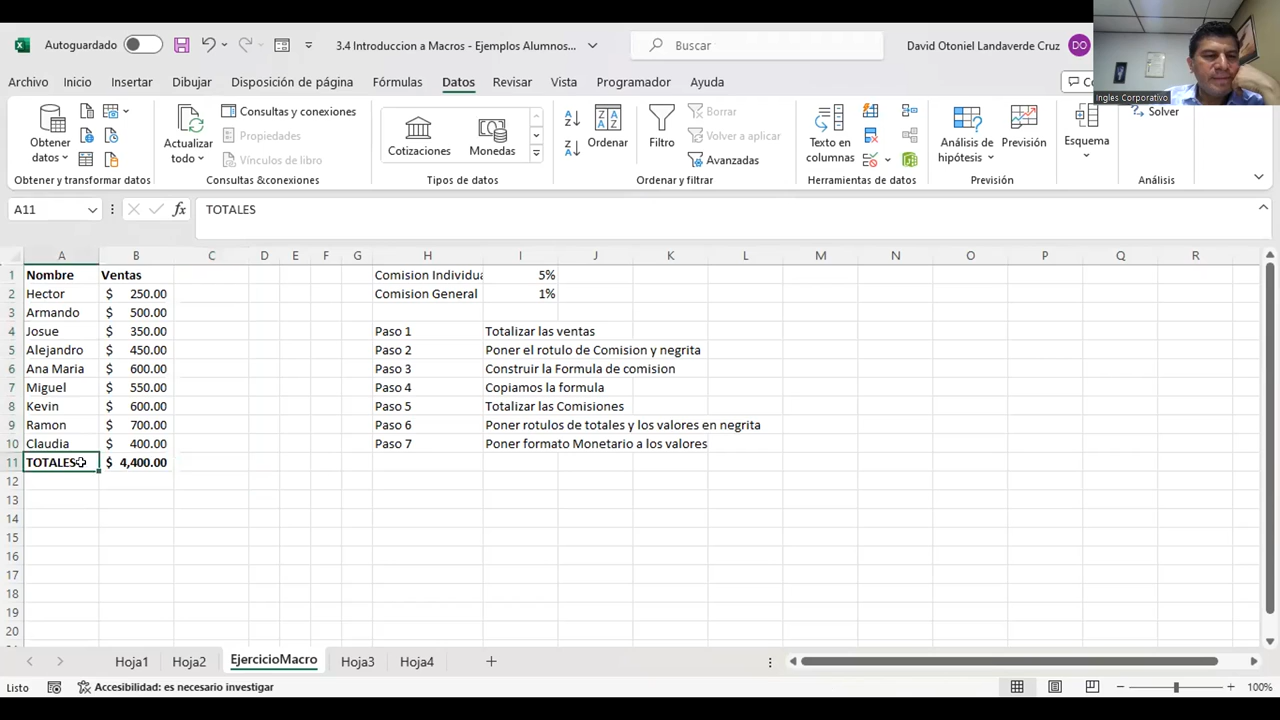 Autoguardado
3.4 Introduccion a Macros - Ejemplos Alumnos...
Buscar
David Otoniel Landaverde Cruz
DO
Archivo Inicio Insertar Dibujar Disposición de página Fórmulas Datos Revisar Vista Programador Ayuda
Ingles Corporativo
Obtener datos
Obtener y transformar datos
Actualizar todo
Consultas y conexiones
Propiedades
Vínculos de libro
Consultas &conexiones
Cotizaciones
Monedas
Tipos de datos
Ordenar
Filtro
Borrar
Volver a aplicar
Avanzadas
Ordenar y filtrar
Texto en columnas
Herramientas de datos
Análisis de hipótesis
Previsión
Previsión
Esquema
Solver
Análisis
A11
fx
TOTALES
A B C D E F G H I J K L M N O P Q R
1 Nombre Ventas Comision Individua 5%
2 Hector $ 250.00 Comision General 1%
3 Armando $ 500.00
4 Josue $ 350.00 Paso 1 Totalizar las ventas
5 Alejandro $ 450.00 Paso 2 Poner el rotulo de Comision y negrita
6 Ana Maria $ 600.00 Paso 3 Construir la Formula de comision
7 Miguel $ 550.00 Paso 4 Copiamos la formula
8 Kevin $ 600.00 Paso 5 Totalizar las Comisiones
9 Ramon $ 700.00 Paso 6 Poner rotulos de totales y los valores en negrita
10 Claudia $ 400.00 Paso 7 Poner formato Monetario a los valores
11 TOTALES $ 4,400.00
12
13
14
15
16
17
18
19
20
Hoja1 Hoja2 EjercicioMacro Hoja3 Hoja4
Listo
Accesibilidad: es necesario investigar
100%